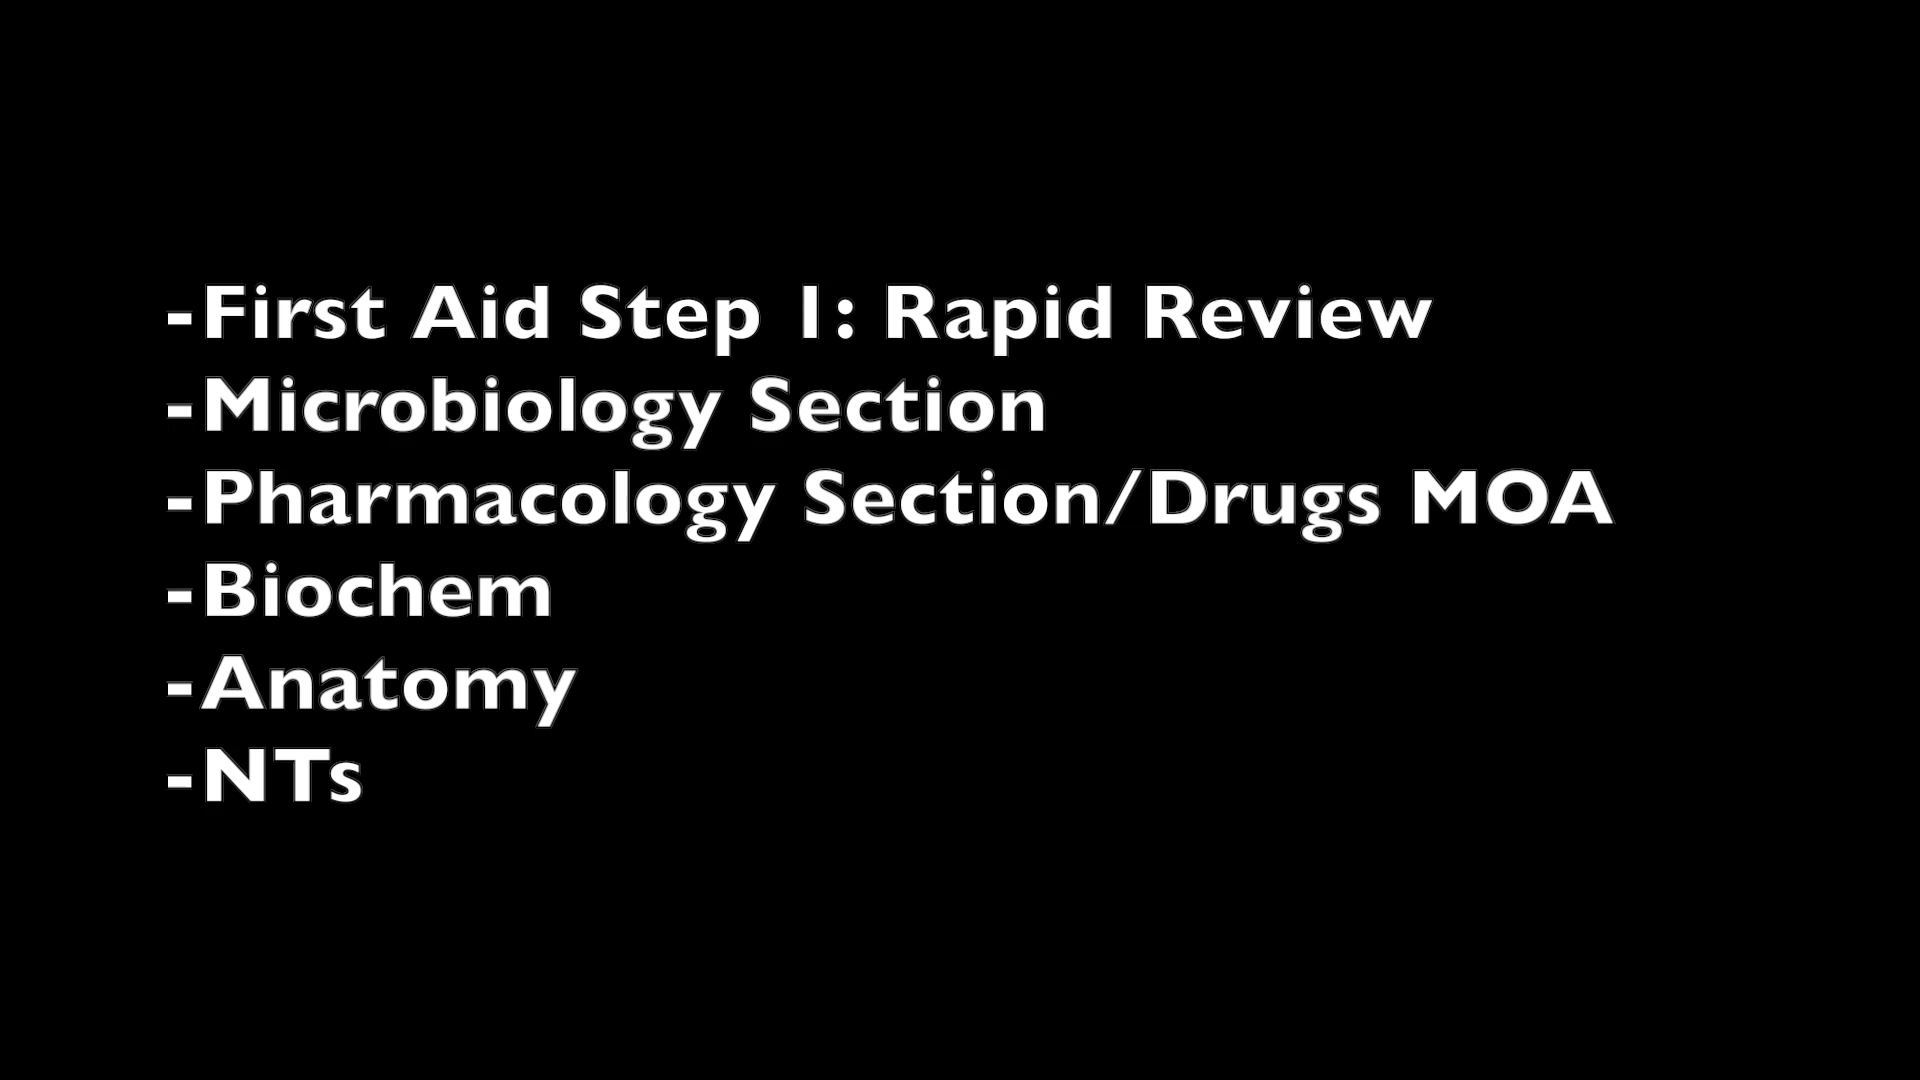 -First Aid Step 1: Rapid Review
-Microbiology Section
-Pharmacology Section/Drugs MOA
-Biochem
-Anatomy
-NTs